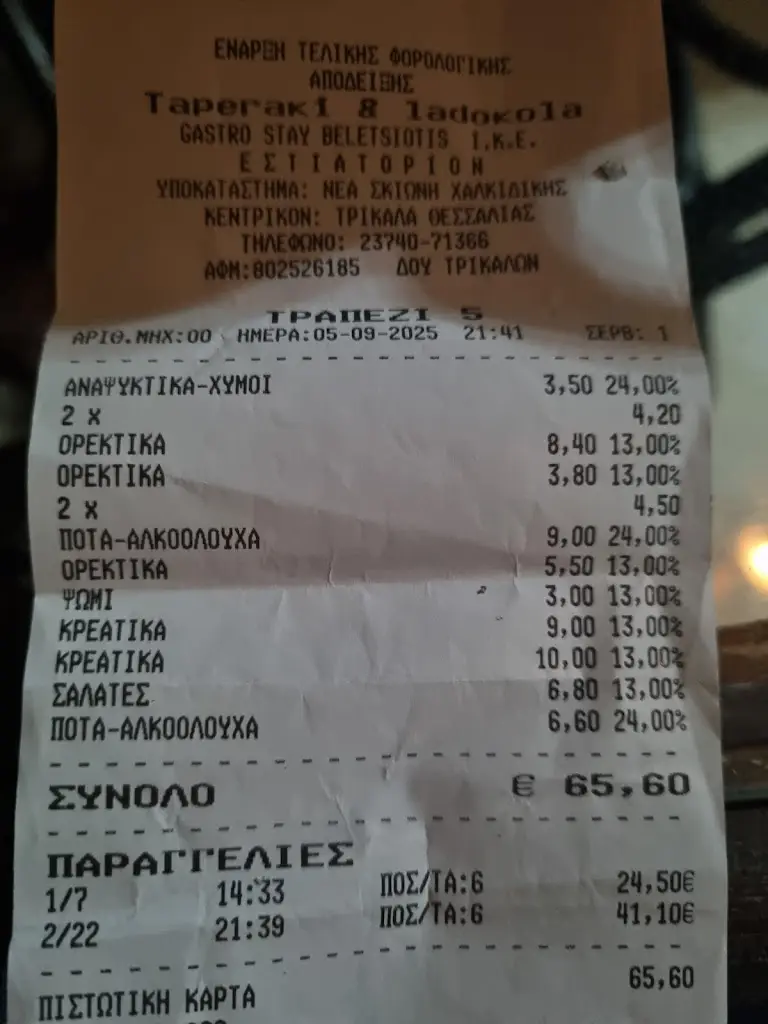 ΕΝΑΡΞΗ ΤΕΛΙΚΗΣ ΦΟΡΟΛΟΓΙΚΗΣ
ΑΠΟΔΕΙΞΗΣ
Taperaki & ladokola
GASTRO STAY BELETSIOTIS Ι.Κ.Ε.
ΕΣΤΙΑΤΟΡΙΟΝ
ΥΠΟΚΑΤΑΣΤΗΜΑ: ΝΕΑ ΣΚΙΩΝΗ ΧΑΛΚΙΔΙΚΗΣ
ΚΕΝΤΡΙΚΟΝ: ΤΡΙΚΑΛΑ ΘΕΣΣΑΛΙΑΣ
ΤΗΛΕΦΩΝΟ: 23740-71366
ΑΦΜ:802526185 ΔΟΥ ΤΡΙΚΑΛΩΝ
ΤΡΑΠΕΖΙ 5
ΑΡΙΘ.ΜΗΧ:00 ΗΜΕΡΑ:05-09-2025 21:41 ΣΕΡΒ: 1
ΑΝΑΨΥΚΤΙΚΑ-ΧΥΜΟΙ 3,50 24,00%
2 x 4,20
ΟΡΕΚΤΙΚΑ 8,40 13,00%
ΟΡΕΚΤΙΚΑ 3,80 13,00%
2 x 4,50
ΠΟΤΑ-ΑΛΚΟΟΛΟΥΧΑ 9,00 24,00%
ΟΡΕΚΤΙΚΑ 5,50 13,00%
ΨΩΜΙ 3,00 13,00%
ΚΡΕΑΤΙΚΑ 9,00 13,00%
ΚΡΕΑΤΙΚΑ 10,00 13,00%
ΣΑΛΑΤΕΣ 6,80 13,00%
ΠΟΤΑ-ΑΛΚΟΟΛΟΥΧΑ 6,60 24,00%
ΣΥΝΟΛΟ € 65,60
ΠΑΡΑΓΓΕΛΙΕΣ
1/7 14:33 ΠΟΣ/ΤΑ:6 24,50€
2/22 21:39 ΠΟΣ/ΤΑ:6 41,10€
ΠΙΣΤΩΤΙΚΗ ΚΑΡΤΑ 65,60